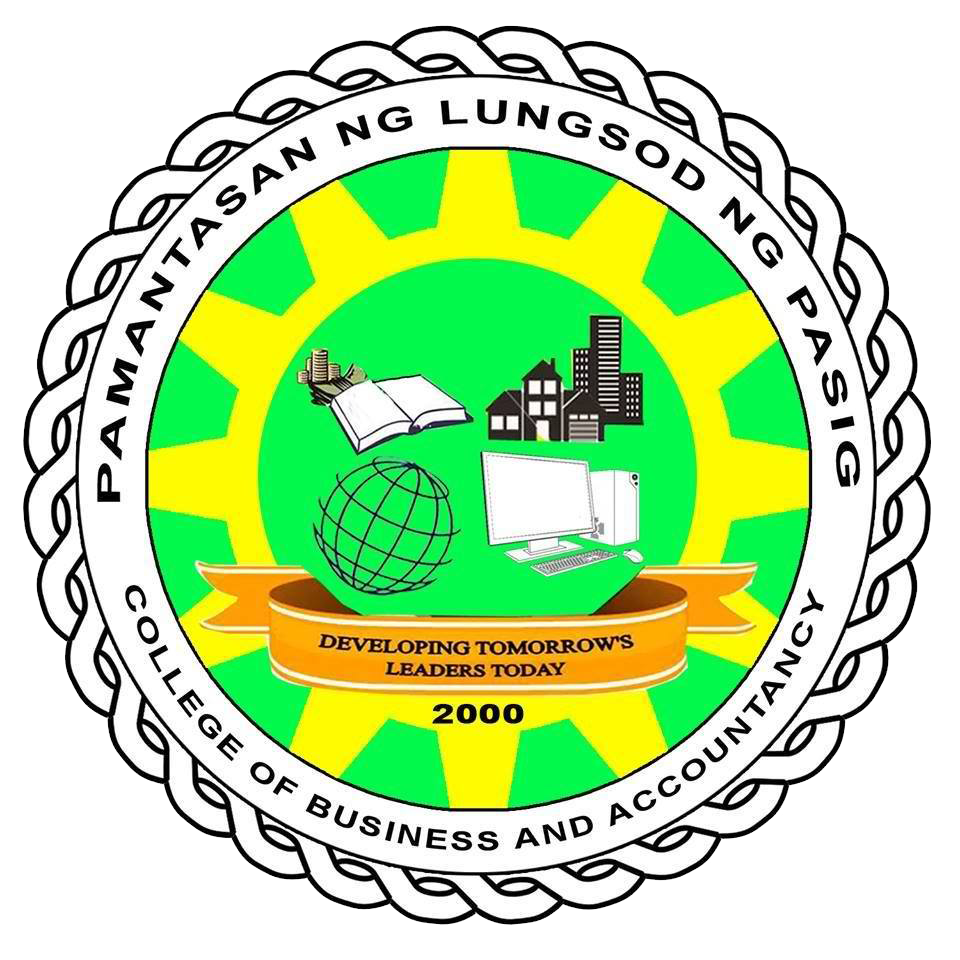 PAMANTASAN NG LUNGSOD NG PASIG
DEVELOPING TOMORROW'S
LEADERS TODAY
2000
COLLEGE OF BUSINESS AND ACCOUNTANCY